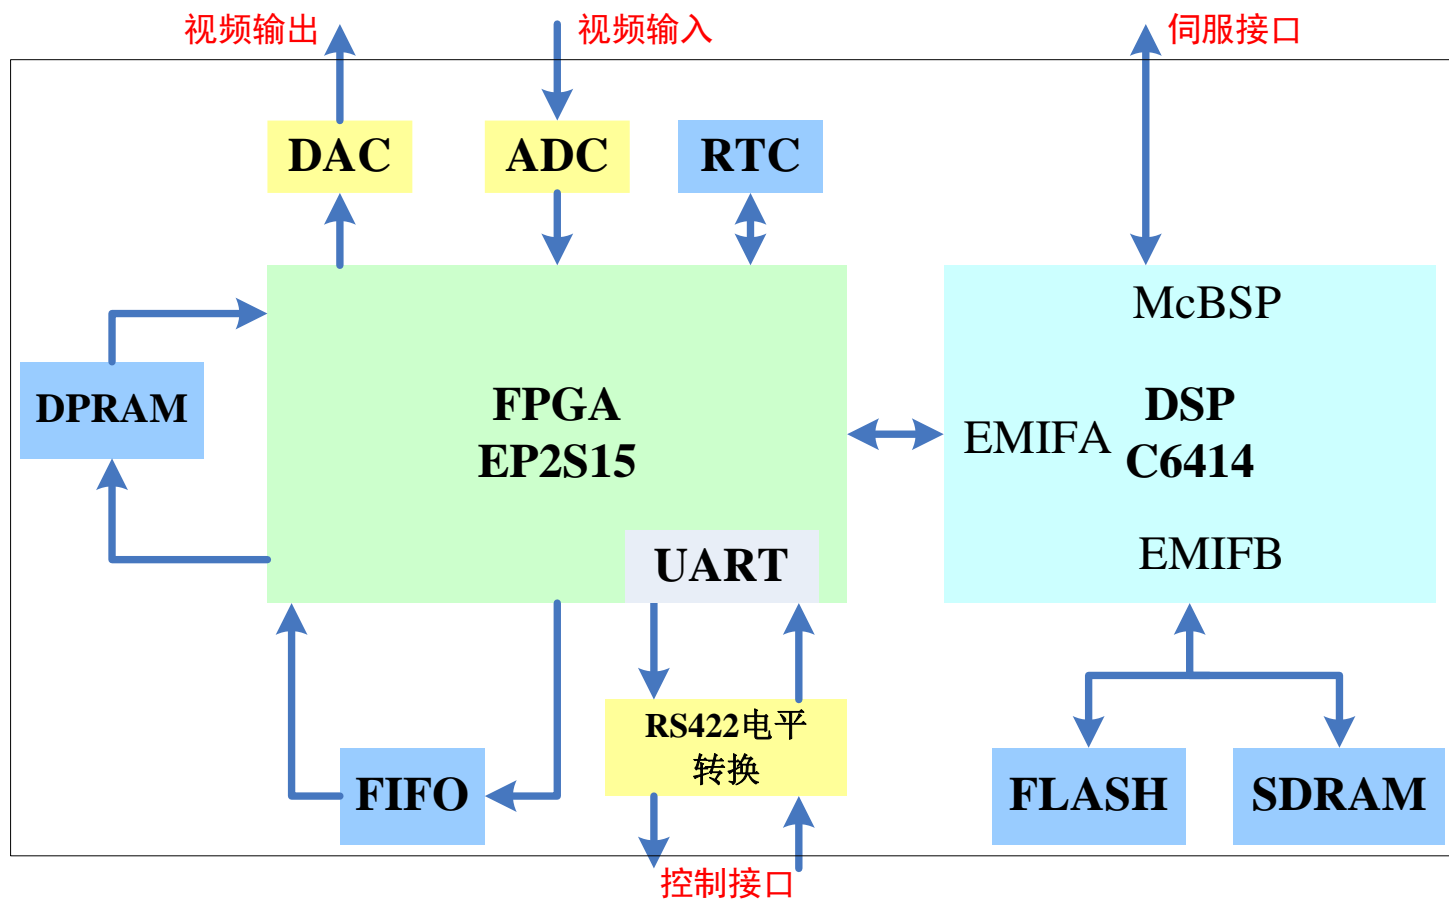 视频输出
视频输入
伺服接口
DAC
ADC
RTC
McBSP
DPRAM
FPGA
EP2S15
EMIFA
DSP
C6414
UART
EMIFB
RS422电平
转换
FIFO
FLASH
SDRAM
控制接口